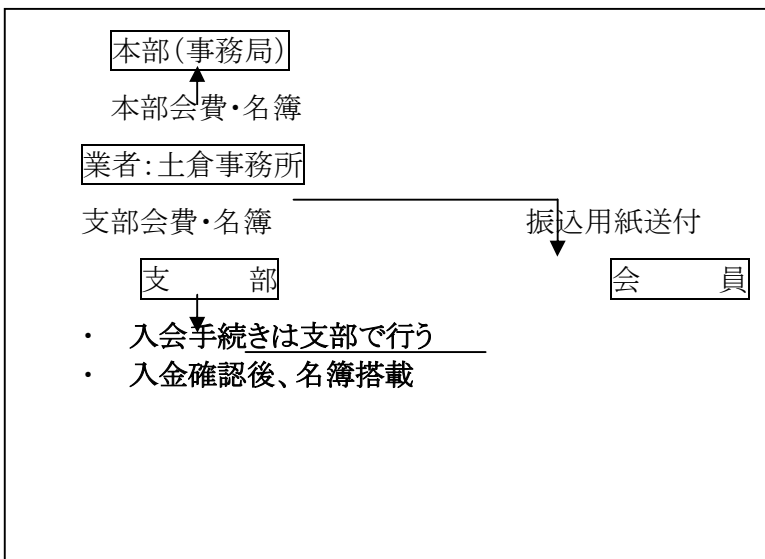 本部(事務局)
本部会費・名簿
業者:土倉事務所
支部会費・名簿 振込用紙送付
支 部 会 員
・ 入会手続きは支部で行う
・ 入金確認後、名簿搭載